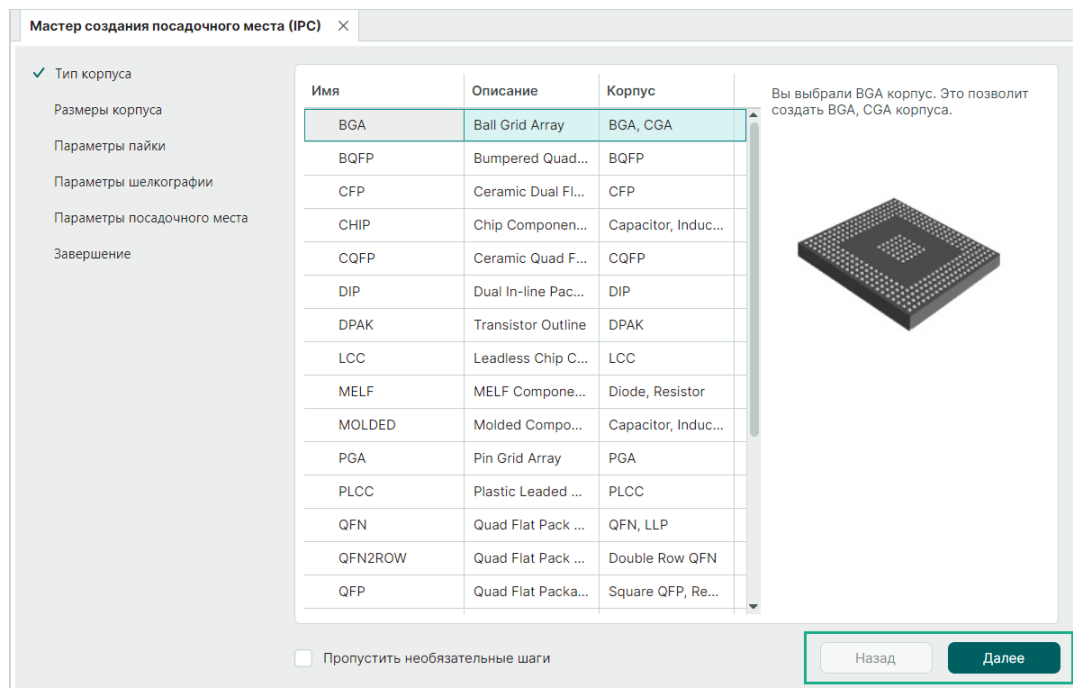 Мастер создания посадочного места (IPC)
Тип корпуса
Размеры корпуса
Параметры пайки
Параметры шелкографии
Параметры посадочного места
Завершение
Имя Описание Корпус
BGA Ball Grid Array BGA, CGA
BQFP Bumpered Quad... BQFP
CFP Ceramic Dual Fl... CFP
CHIP Chip Componen... Capacitor, Induc...
CQFP Ceramic Quad F... CQFP
DIP Dual In-line Pac... DIP
DPAK Transistor Outline DPAK
LCC Leadless Chip C... LCC
MELF MELF Compone... Diode, Resistor
MOLDED Molded Compo... Capacitor, Induc...
PGA Pin Grid Array PGA
PLCC Plastic Leaded ... PLCC
QFN Quad Flat Pack ... QFN, LLP
QFN2ROW Quad Flat Pack ... Double Row QFN
QFP Quad Flat Packa... Square QFP, Re...
Вы выбрали BGA корпус. Это позволит
создать BGA, CGA корпуса.
Пропустить необязательные шаги
Назад Далее